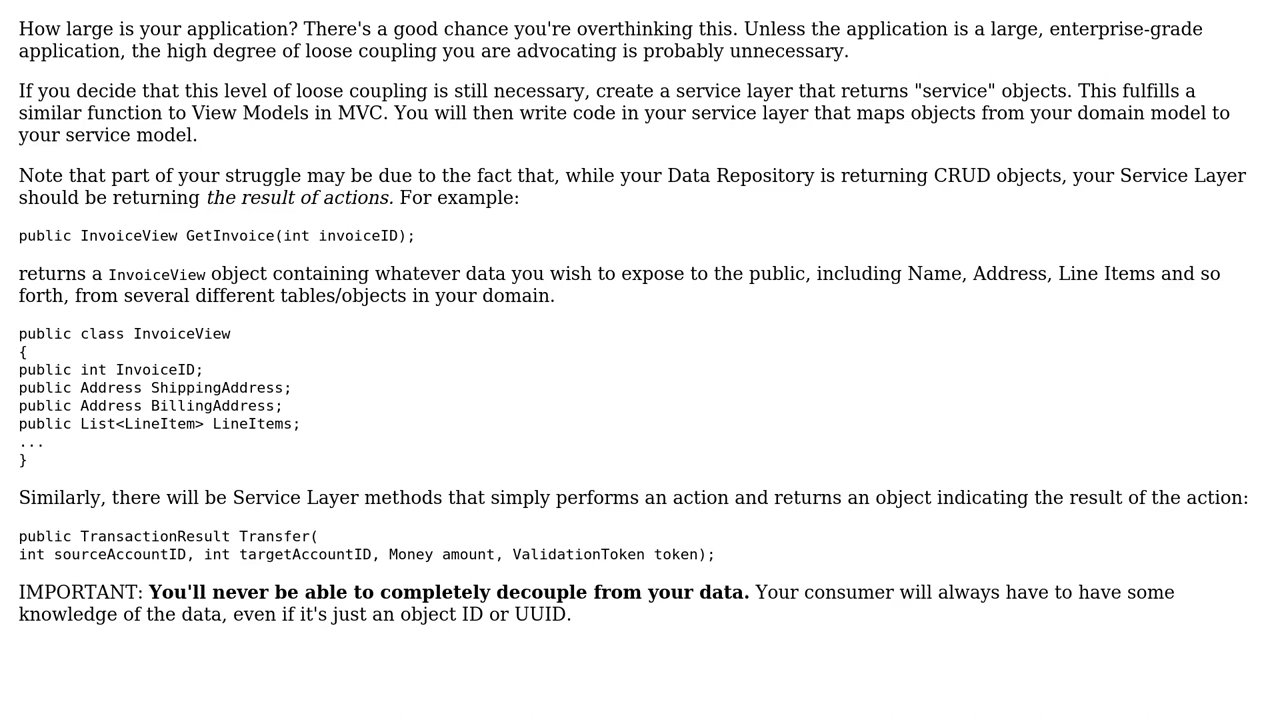 How large is your application? There's a good chance you're overthinking this. Unless the application is a large, enterprise-grade
application, the high degree of loose coupling you are advocating is probably unnecessary.
If you decide that this level of loose coupling is still necessary, create a service layer that returns "service" objects. This fulfills a
similar function to View Models in MVC. You will then write code in your service layer that maps objects from your domain model to
your service model.
Note that part of your struggle may be due to the fact that, while your Data Repository is returning CRUD objects, your Service Layer
should be returning the result of actions. For example:
public InvoiceView GetInvoice(int invoiceID);
returns a InvoiceView object containing whatever data you wish to expose to the public, including Name, Address, Line Items and so
forth, from several different tables/objects in your domain.
public class InvoiceView
{
public int InvoiceID;
public Address ShippingAddress;
public Address BillingAddress;
public List<LineItem> LineItems;
...
}
Similarly, there will be Service Layer methods that simply performs an action and returns an object indicating the result of the action:
public TransactionResult Transfer(
int sourceAccountID, int targetAccountID, Money amount, ValidationToken token);
IMPORTANT: You'll never be able to completely decouple from your data. Your consumer will always have to have some
knowledge of the data, even if it's just an object ID or UUID.